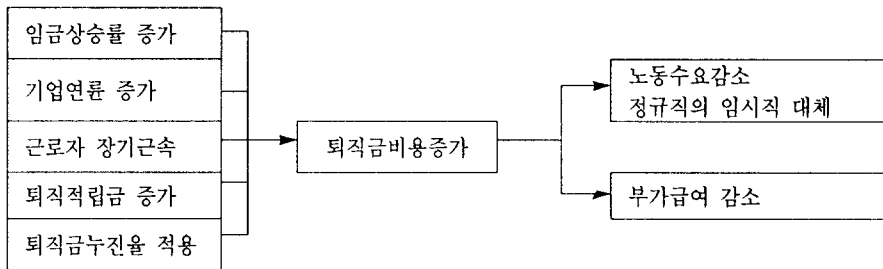 임금상승률 증가
기업연륜 증가
근로자 장기근속
퇴직적립금 증가
퇴직금누진율 적용
퇴직금비용증가
노동수요감소
정규직의 임시직 대체
부가급여 감소